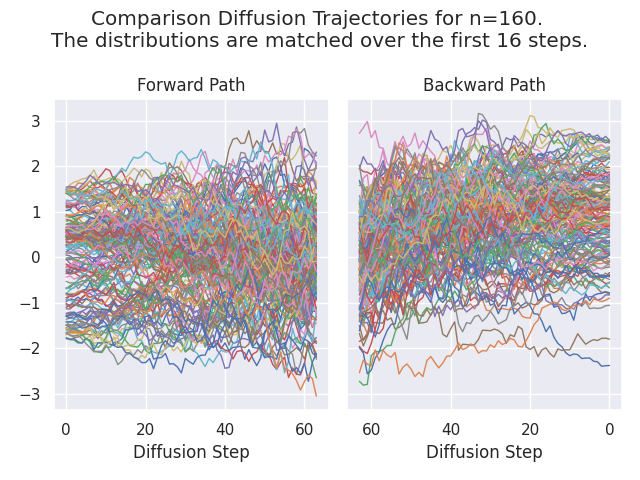 Comparison Diffusion Trajectories for n=160.
The distributions are matched over the first 16 steps.
Forward Path
Backward Path
3
2
1
0
−1
−2
−3
0 20 40 60
60 40 20 0
Diffusion Step
Diffusion Step